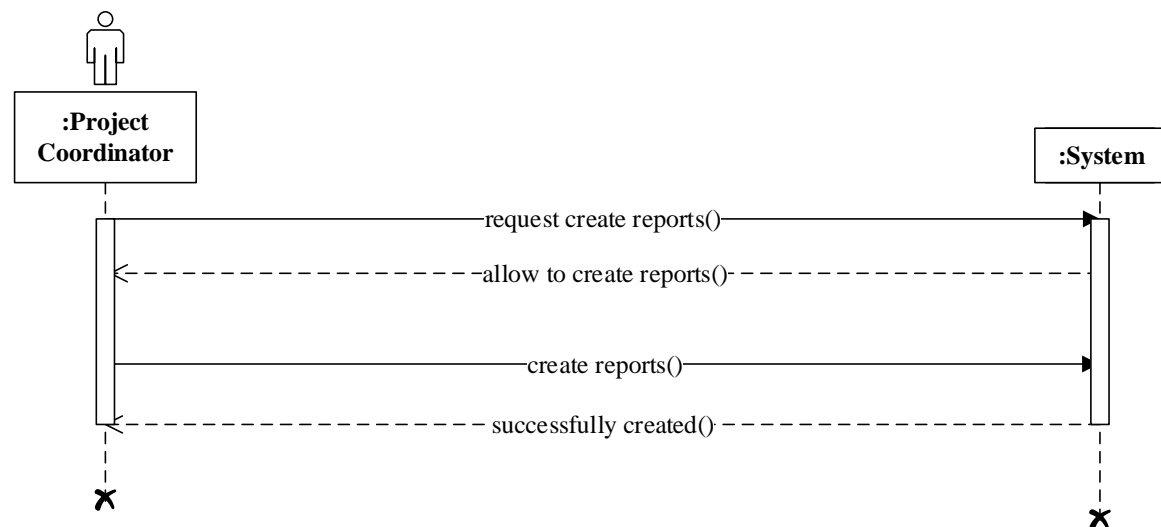 :Project
Coordinator
:System
request create reports()
allow to create reports()
create reports()
successfully created()